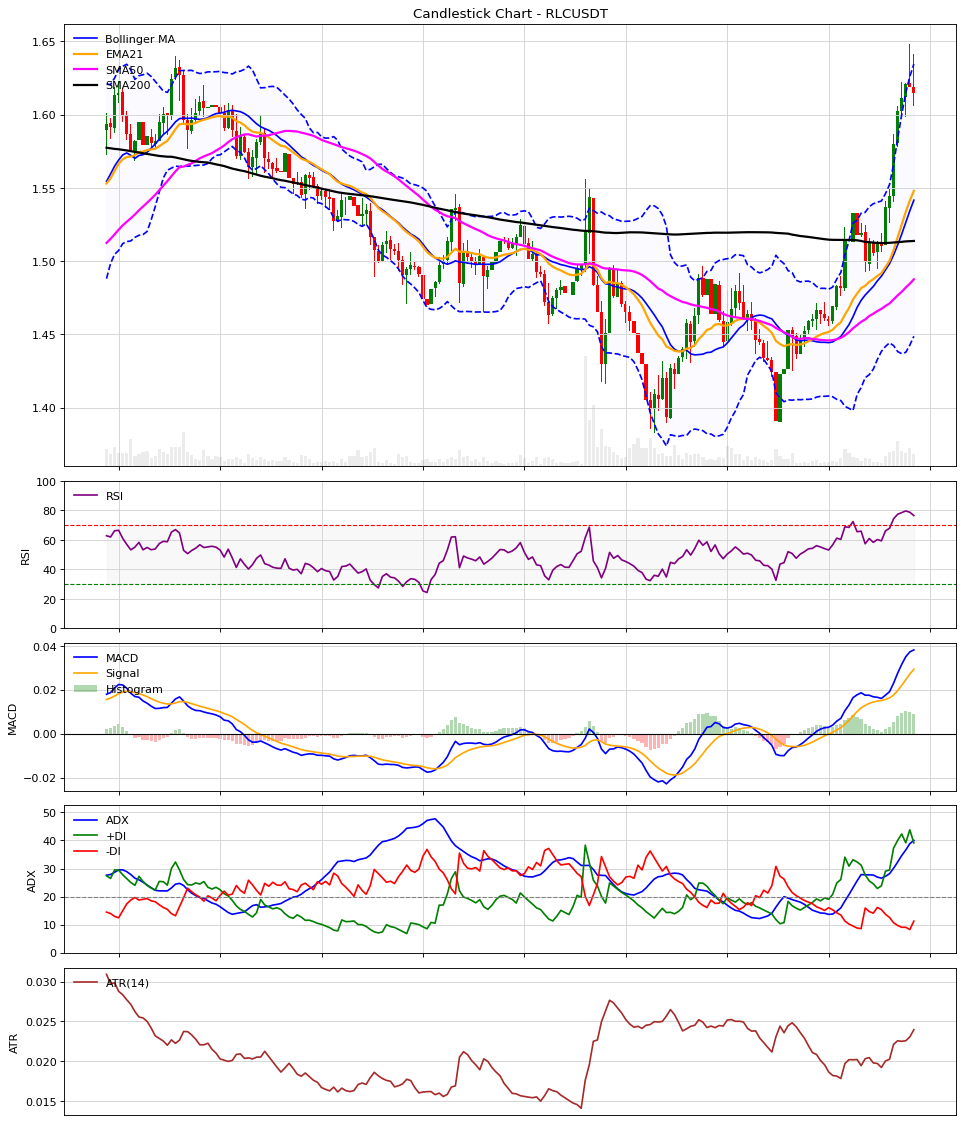 Candlestick Chart - RLCUSDT
1.65
1.60
1.55
1.50
1.45
1.40
Bollinger MA
EMA21
SMA50
SMA200
100
80
60
40
20
0
RSI
RSI
0.04
0.02
0.00
−0.02
MACD
MACD
Signal
Histogram
50
40
30
20
10
0
ADX
ADX
+DI
-DI
0.030
0.025
0.020
0.015
ATR
ATR(14)